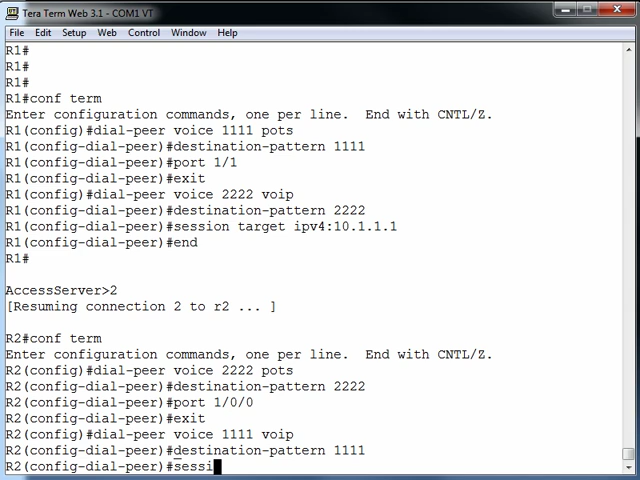 Tera Term Web 3.1 - COM1 VT
File Edit Setup Web Control Window Help
R1#
R1#
R1#
R1#conf term
Enter configuration commands, one per line.  End with CNTL/Z.
R1(config)#dial-peer voice 1111 pots
R1(config-dial-peer)#destination-pattern 1111
R1(config-dial-peer)#port 1/1
R1(config-dial-peer)#exit
R1(config)#dial-peer voice 2222 voip
R1(config-dial-peer)#destination-pattern 2222
R1(config-dial-peer)#session target ipv4:10.1.1.1
R1(config-dial-peer)#end
R1#
AccessServer>2
[Resuming connection 2 to r2 ... ]
R2#conf term
Enter configuration commands, one per line.  End with CNTL/Z.
R2(config)#dial-peer voice 2222 pots
R2(config-dial-peer)#destination-pattern 2222
R2(config-dial-peer)#port 1/0/0
R2(config-dial-peer)#exit
R2(config)#dial-peer voice 1111 voip
R2(config-dial-peer)#destination-pattern 1111
R2(config-dial-peer)#sessi